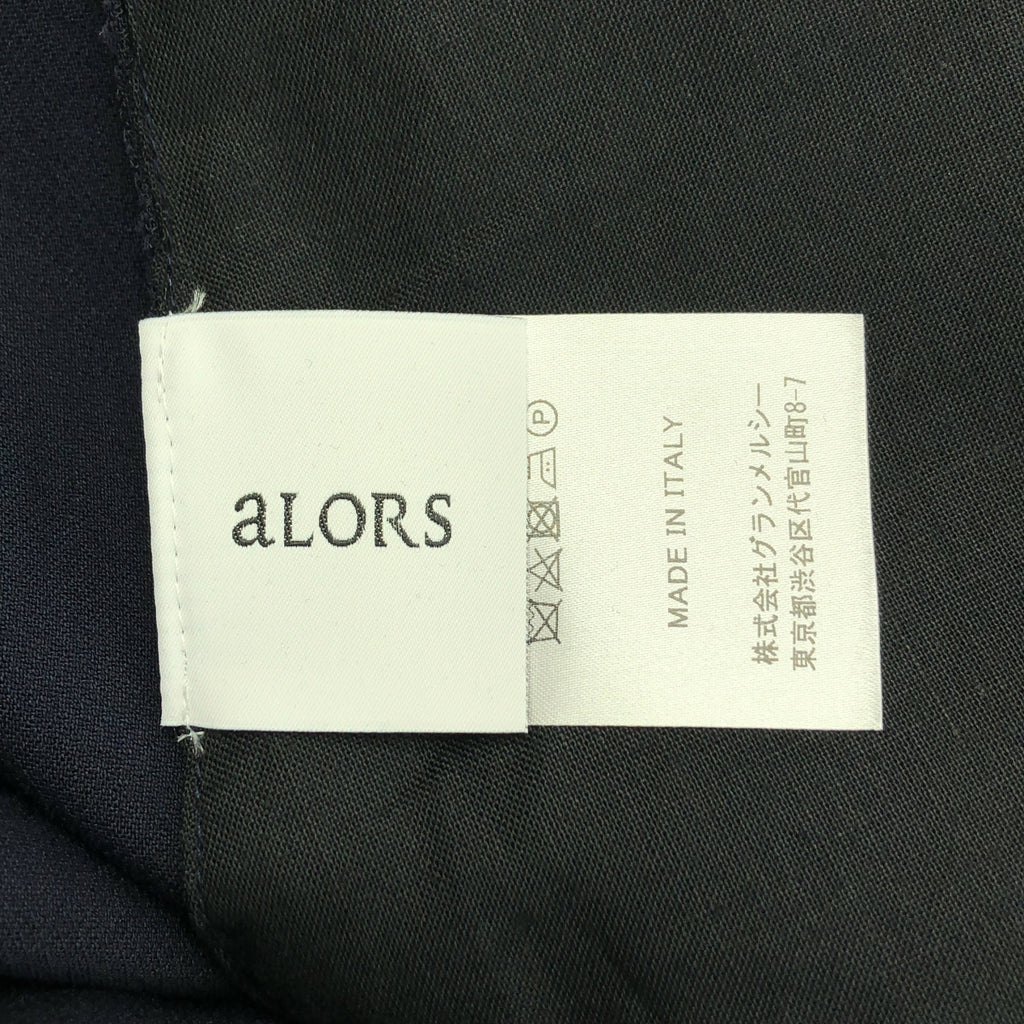 aLORS
P
MADE IN ITALY
株式会社グランメルシー
東京都渋谷区代官山町8-7